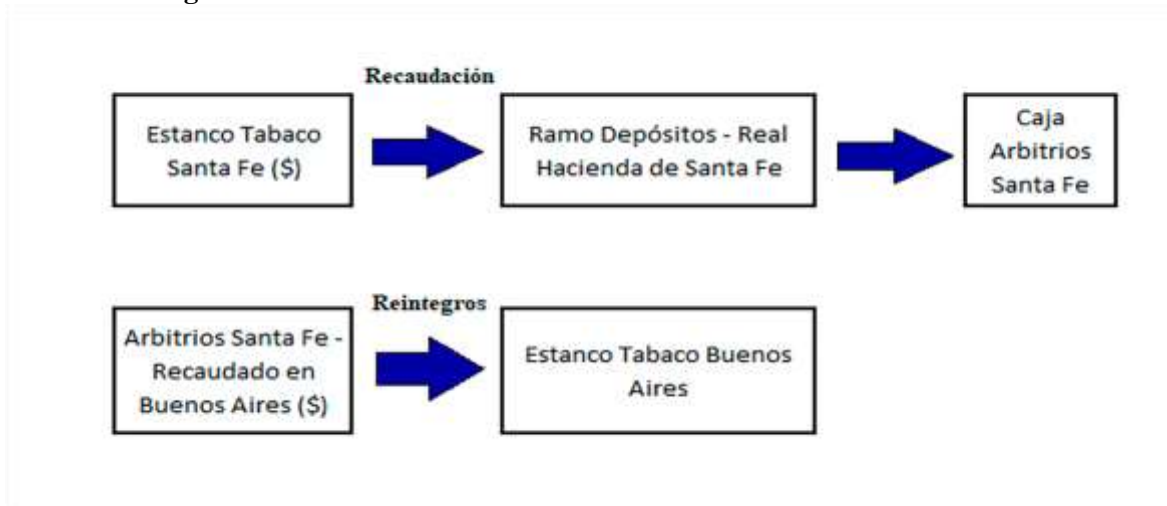 Recaudación
Estanco Tabaco
Santa Fe ($)
Ramo Depósitos - Real
Hacienda de Santa Fe
Caja
Arbitrios
Santa Fe
Reintegros
Arbitrios Santa Fe -
Recaudado en
Buenos Aires ($)
Estanco Tabaco Buenos
Aires